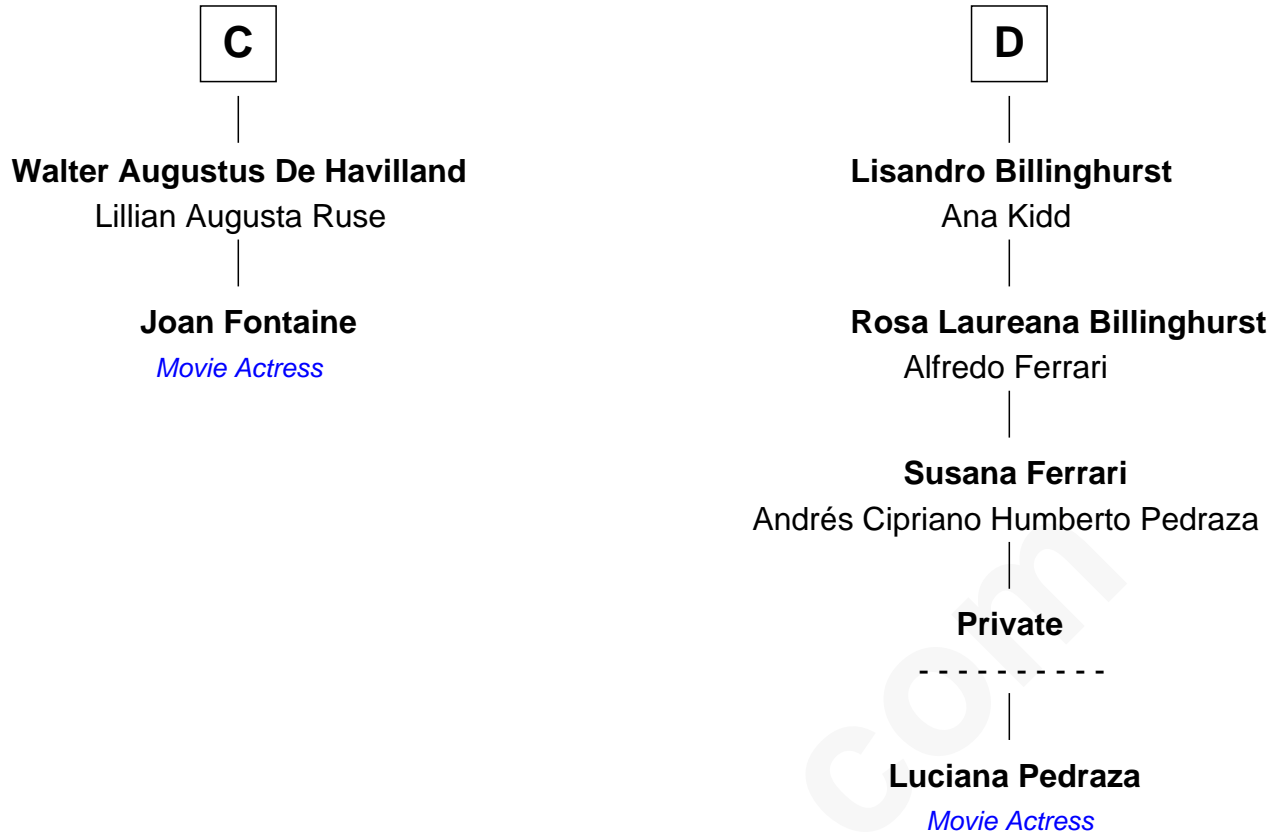 C
Walter Augustus De Havilland
Lillian Augusta Ruse
Joan Fontaine
Movie Actress
D
Lisandro Billinghurst
Ana Kidd
Rosa Laureana Billinghurst
Alfredo Ferrari
Susana Ferrari
Andrés Cipriano Humberto Pedraza
Private
- - - - - - - - - -
Luciana Pedraza
Movie Actress
com